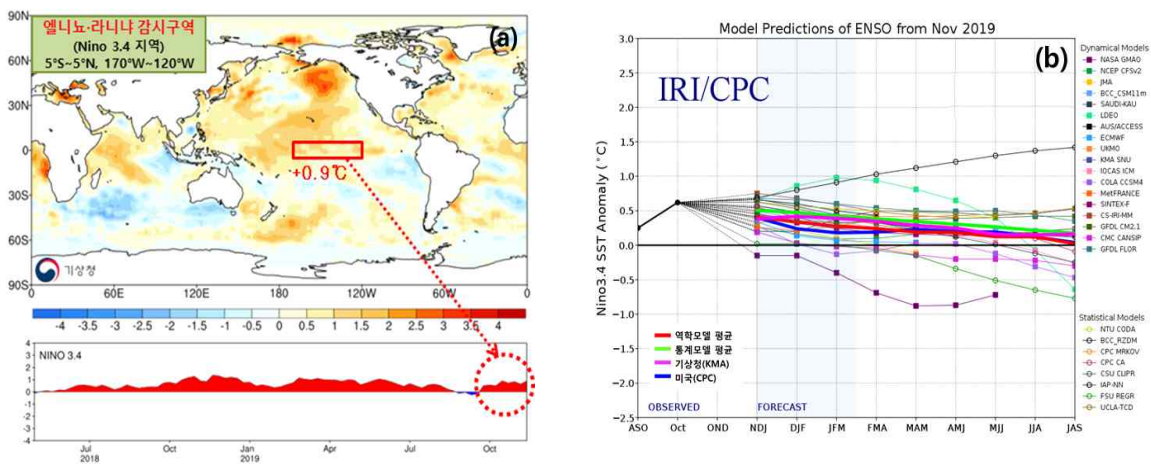 엘니뇨·라니냐 감시구역
(Nino 3.4 지역)
5°S~5°N, 170°W~120°W
(a)
90N
60N
30N
0
30S
60S
90S
+0.9℃
기상청
0 60E 120E 180 120W 60W 0
-4 -3.5 -3 -2.5 -2 -1.5 -1 -0.5 0 0.5 1 1.5 2 2.5 3 3.5 4
NINO 3.4
4
3
2
1
0
-1
-2
-3
-4
Jul Oct Jan Apr Jul Oct
2018 2019
Model Predictions of ENSO from Nov 2019
(b)
IRI/CPC
Nino3.4 SST Anomaly (°C)
3.0
2.5
2.0
1.5
1.0
0.5
0.0
−0.5
−1.0
−1.5
−2.0
−2.5
역학모델 평균
통계모델 평균
기상청(KMA)
미국(CPC)
OBSERVED FORECAST
ASO Oct OND NDJ DJF JFM FMA MAM AMJ MJJ JJA JAS
Dynamical Models
NASA GMAO
NCEP CFSv2
JMA
BCC_CSM11m
SAUDI-KAU
LDEO
AUS/ACCESS
ECMWF
UKMO
KMA SNU
IOCAS ICM
COLA CCSM4
MetFRANCE
SINTEX-F
CS-IRI-MM
GFDL CM2.1
CMC CANSIP
GFDL FLOR
Statistical Models
NTU CODA
BCC_RZDM
CPC MRKOV
CPC CA
CSU CLIPR
IAP-NN
FSU REGR
UCLA-TCD